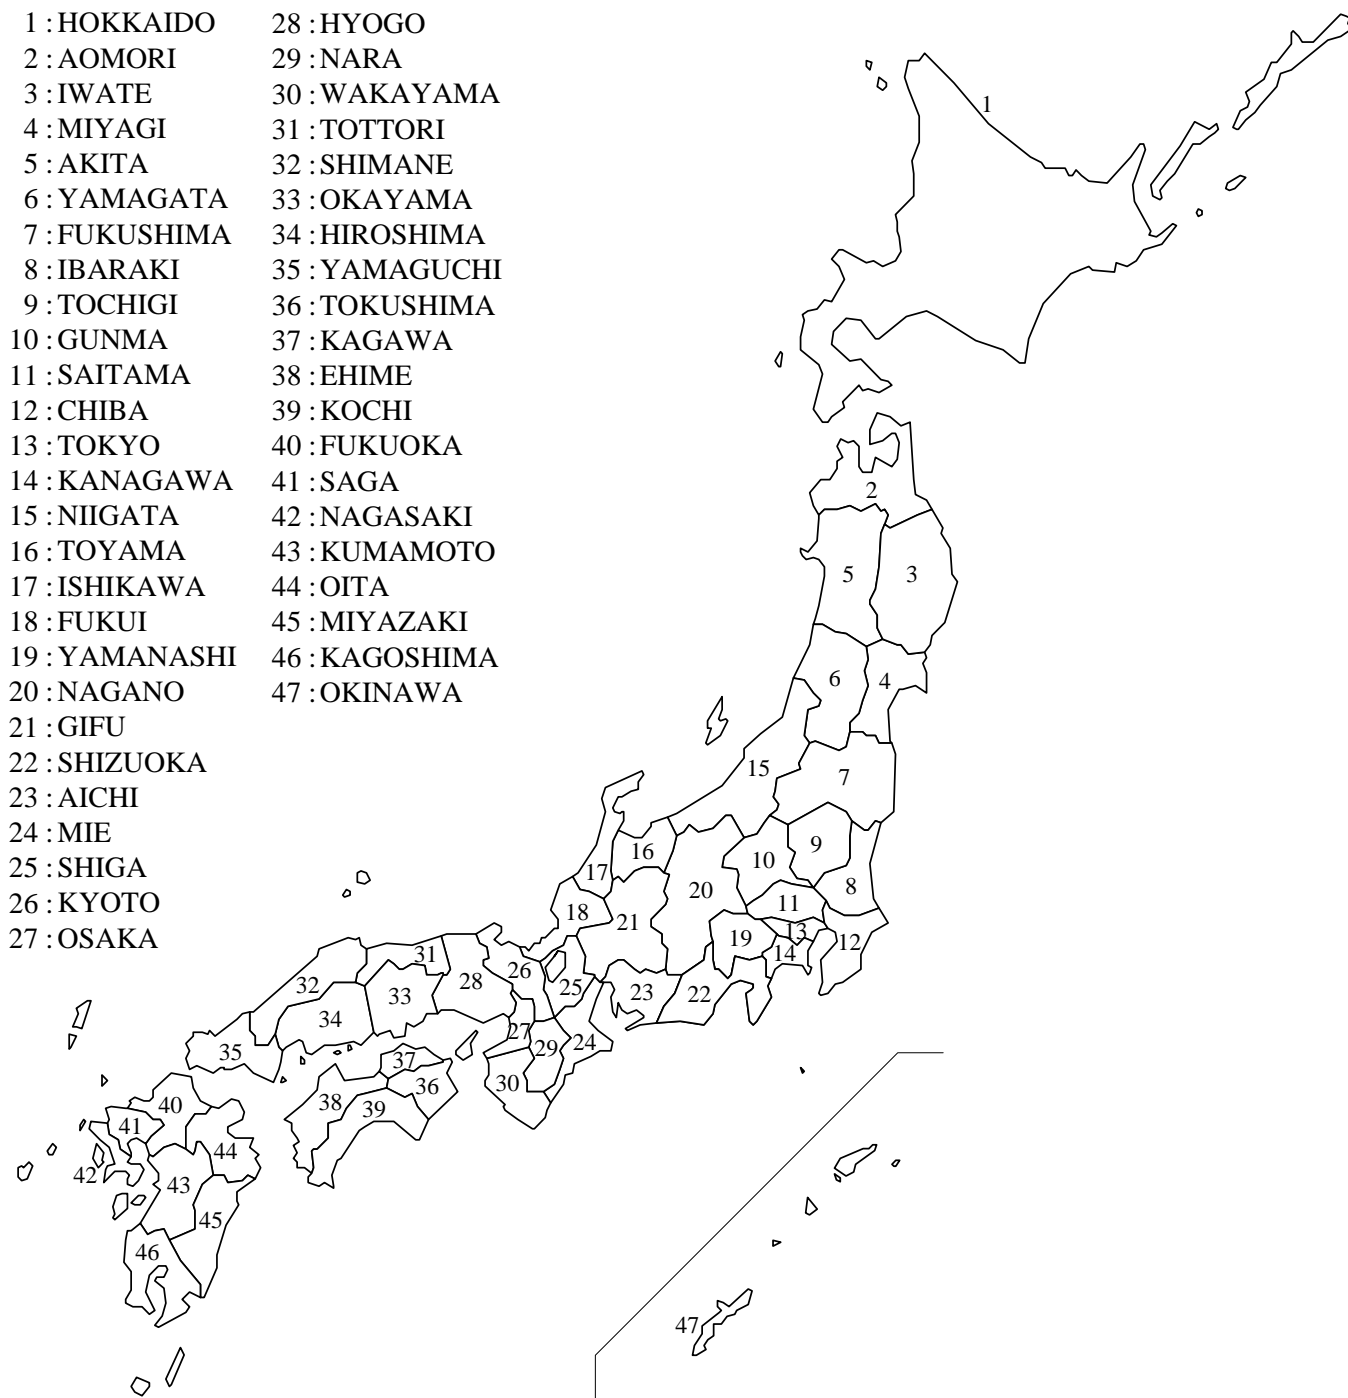 1 : HOKKAIDO
2 : AOMORI
3 : IWATE
4 : MIYAGI
5 : AKITA
6 : YAMAGATA
7 : FUKUSHIMA
8 : IBARAKI
9 : TOCHIGI
10 : GUNMA
11 : SAITAMA
12 : CHIBA
13 : TOKYO
14 : KANAGAWA
15 : NIIGATA
16 : TOYAMA
17 : ISHIKAWA
18 : FUKUI
19 : YAMANASHI
20 : NAGANO
21 : GIFU
22 : SHIZUOKA
23 : AICHI
24 : MIE
25 : SHIGA
26 : KYOTO
27 : OSAKA
28 : HYOGO
29 : NARA
30 : WAKAYAMA
31 : TOTTORI
32 : SHIMANE
33 : OKAYAMA
34 : HIROSHIMA
35 : YAMAGUCHI
36 : TOKUSHIMA
37 : KAGAWA
38 : EHIME
39 : KOCHI
40 : FUKUOKA
41 : SAGA
42 : NAGASAKI
43 : KUMAMOTO
44 : OITA
45 : MIYAZAKI
46 : KAGOSHIMA
47 : OKINAWA
1
2
3
5
4
6
15
7
16
9
10
17
8
20
11
18
21
13
19
12
14
31
26
28
32
33
25
23
22
34
27
24
35
29
37
30
36
38
39
40
41
44
42
43
45
46
47